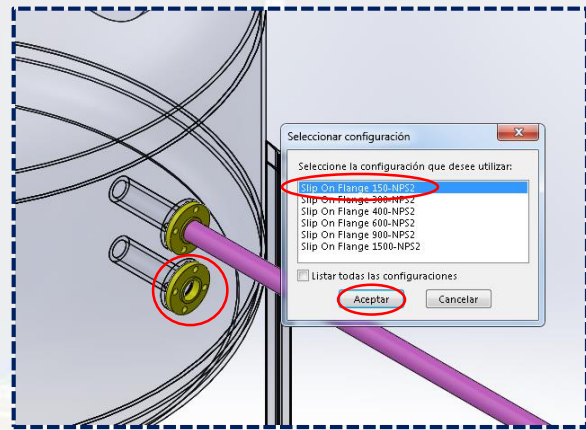 Seleccionar configuración
Seleccione la configuración que desee utilizar:
Slip On Flange 150-NPS2
Slip On Flange 300-NPS2
Slip On Flange 400-NPS2
Slip On Flange 600-NPS2
Slip On Flange 900-NPS2
Slip On Flange 1500-NPS2
Listar todas las configuraciones
Aceptar
Cancelar